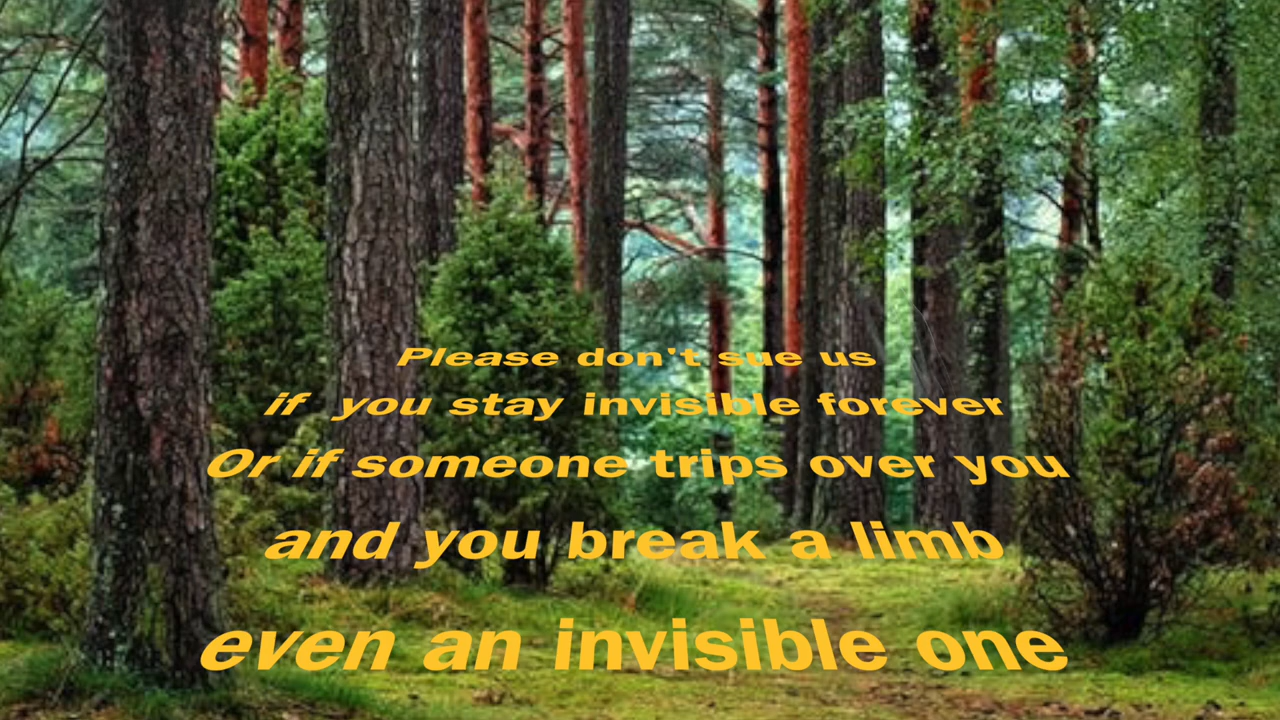 Please don't sue us
if you stay invisible forever
Or if someone trips over you
and you break a limb
even an invisible one